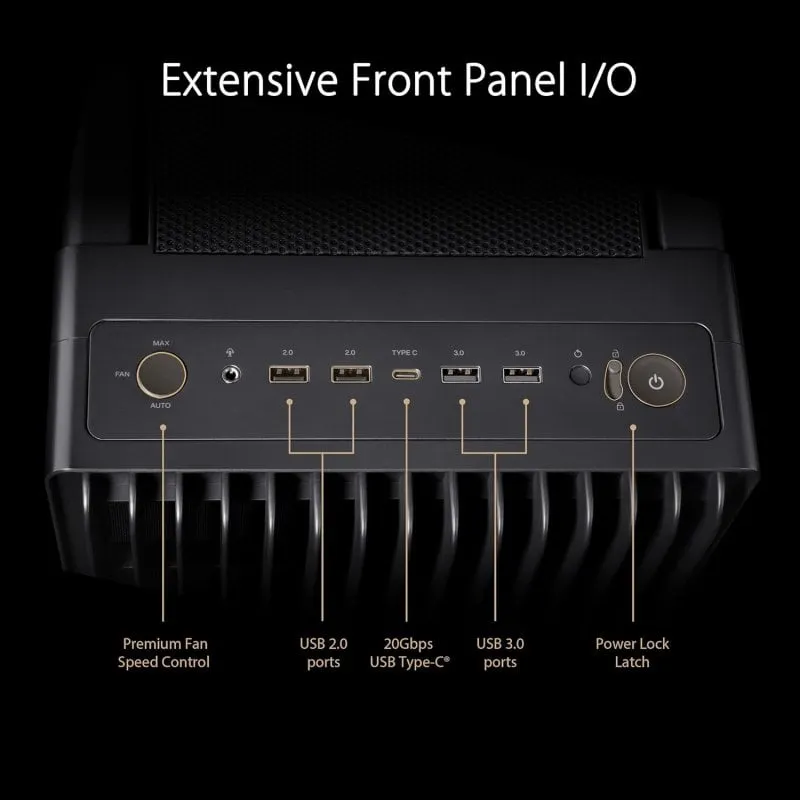 Extensive Front Panel I/O
MAX
FAN
AUTO
2.0
2.0
TYPE C
3.0
3.0
Premium Fan
Speed Control
USB 2.0
ports
20Gbps
USB Type-C®
USB 3.0
ports
Power Lock
Latch